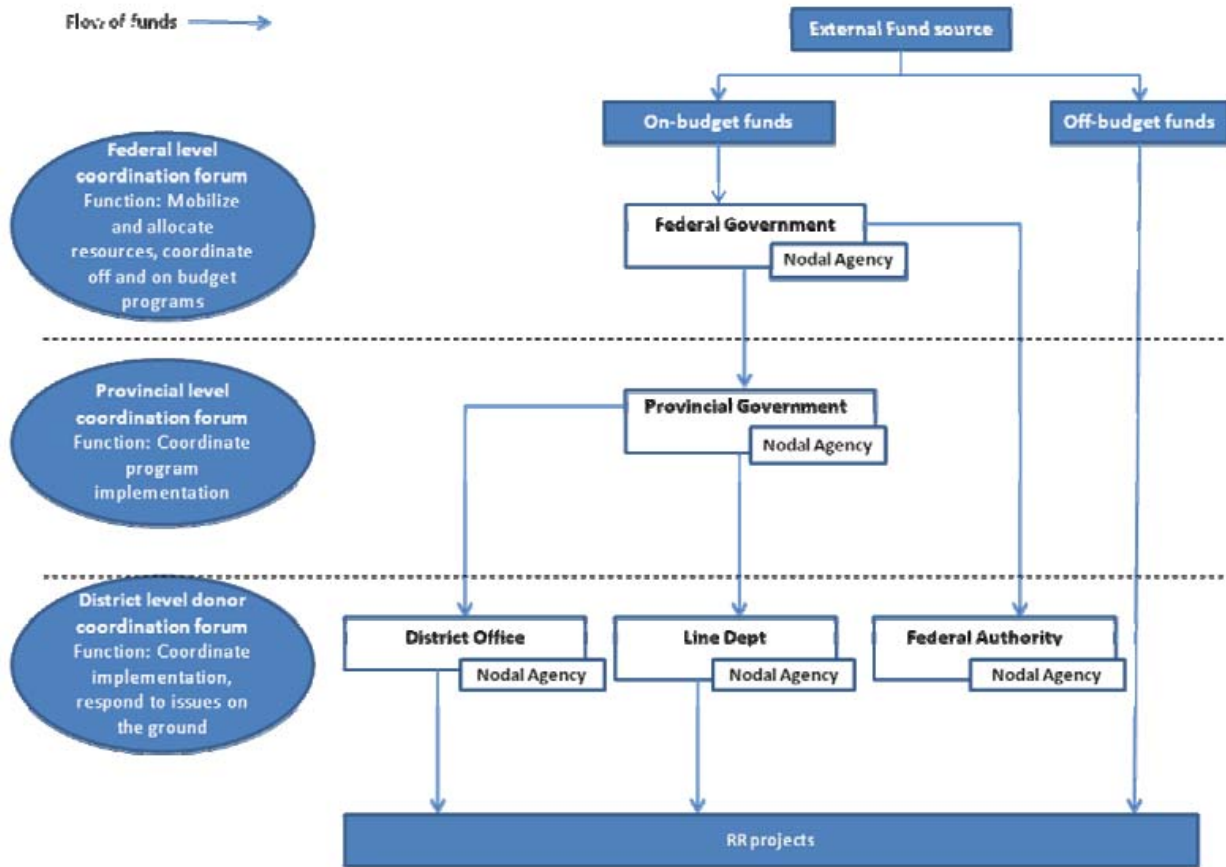 Flow of funds
External Fund source
On-budget funds
Off-budget funds
Federal level
coordination forum
Function: Mobilize
and allocate
resources, coordinate
off and on budget
programs
Federal Government
Nodal Agency
Provincial level
coordination forum
Function: Coordinate
program
implementation
Provincial Government
Nodal Agency
District level donor
coordination forum
Function: Coordinate
implementation,
respond to issues on
the ground
District Office
Nodal Agency
Line Dept
Nodal Agency
Federal Authority
Nodal Agency
RR projects